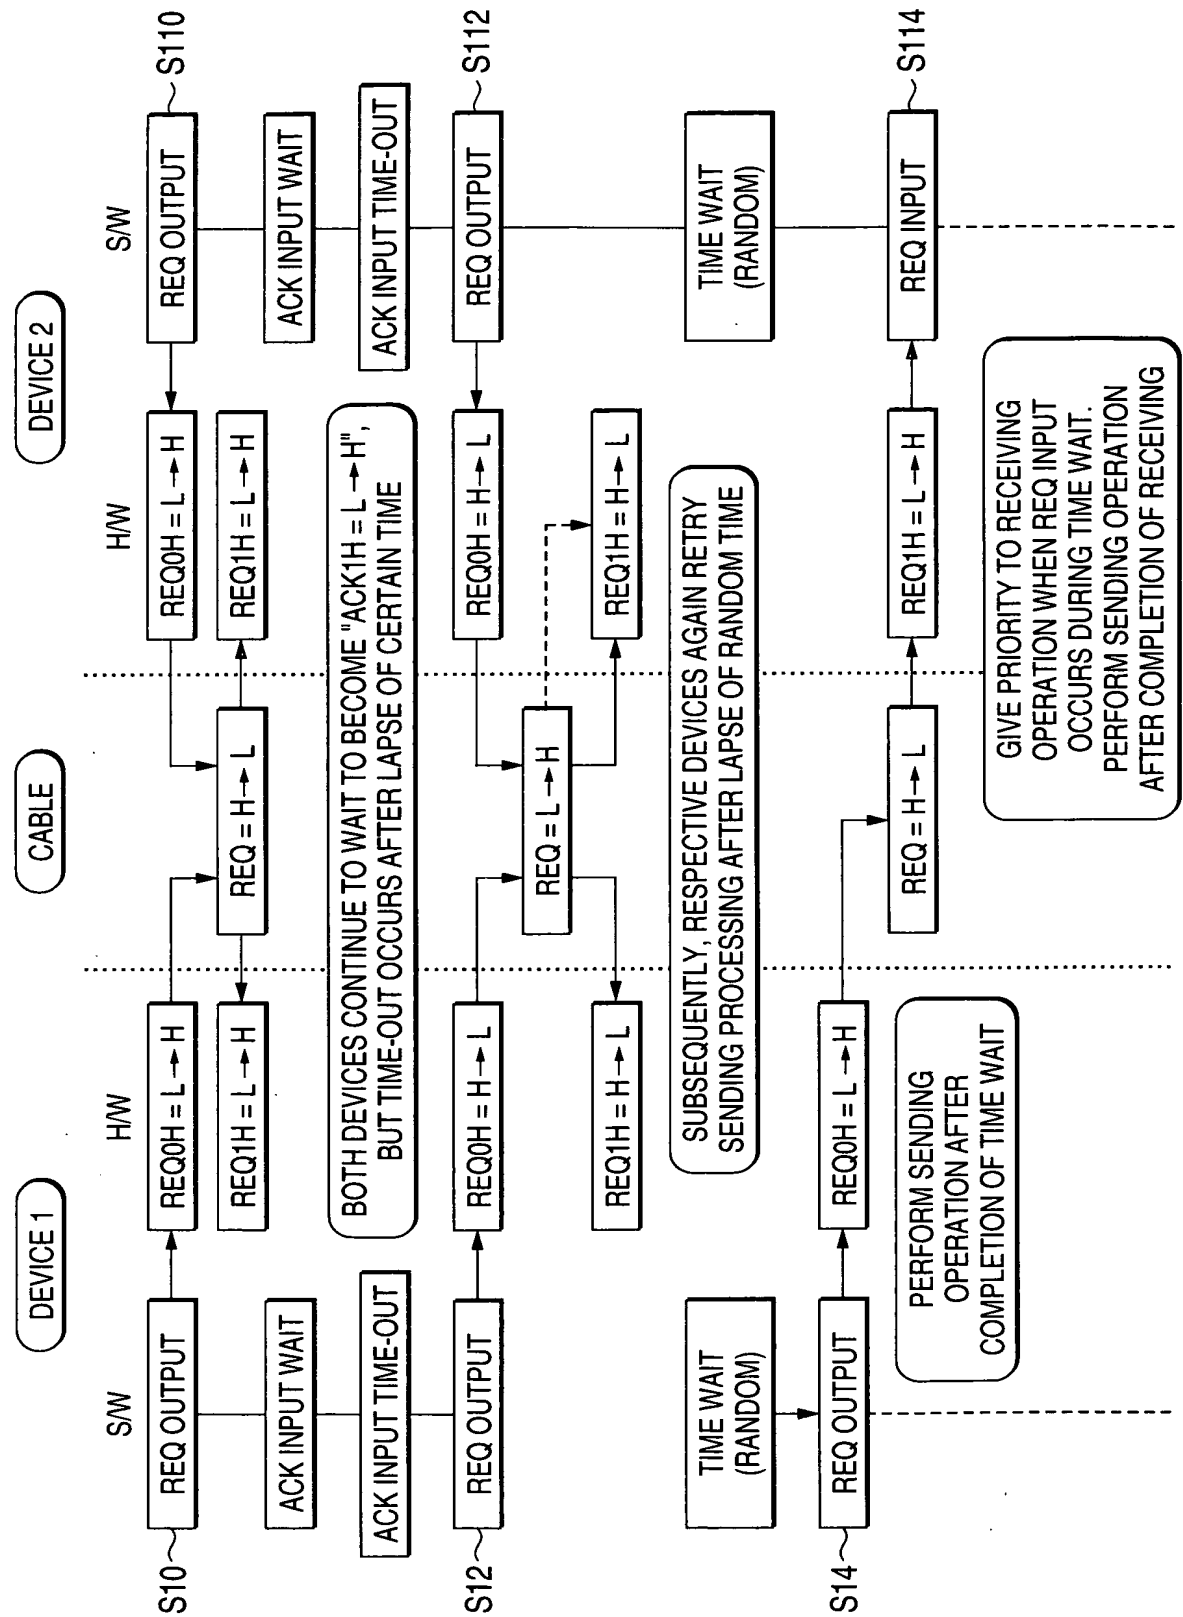 DEVICE 1
CABLE
DEVICE 2
S/W
H/W
H/W
S/W
S10
REQ OUTPUT
REQ0H = L → H
REQ0H = L → H
REQ OUTPUT
S110
REQ1H = L → H
REQ = H → L
REQ1H = L → H
ACK INPUT WAIT
ACK INPUT WAIT
BOTH DEVICES CONTINUE TO WAIT TO BECOME "ACK1H = L → H",
BUT TIME-OUT OCCURS AFTER LAPSE OF CERTAIN TIME
ACK INPUT TIME-OUT
ACK INPUT TIME-OUT
S12
REQ OUTPUT
REQ0H = H → L
REQ0H = H → L
REQ OUTPUT
S112
REQ = L → H
REQ1H = H → L
REQ1H = H → L
SUBSEQUENTLY, RESPECTIVE DEVICES AGAIN RETRY
SENDING PROCESSING AFTER LAPSE OF RANDOM TIME
TIME WAIT
(RANDOM)
TIME WAIT
(RANDOM)
S14
REQ OUTPUT
REQ0H = L → H
REQ = H → L
REQ1H = L → H
REQ INPUT
S114
PERFORM SENDING
OPERATION AFTER
COMPLETION OF TIME WAIT
GIVE PRIORITY TO RECEIVING
OPERATION WHEN REQ INPUT
OCCURS DURING TIME WAIT.
PERFORM SENDING OPERATION
AFTER COMPLETION OF RECEIVING